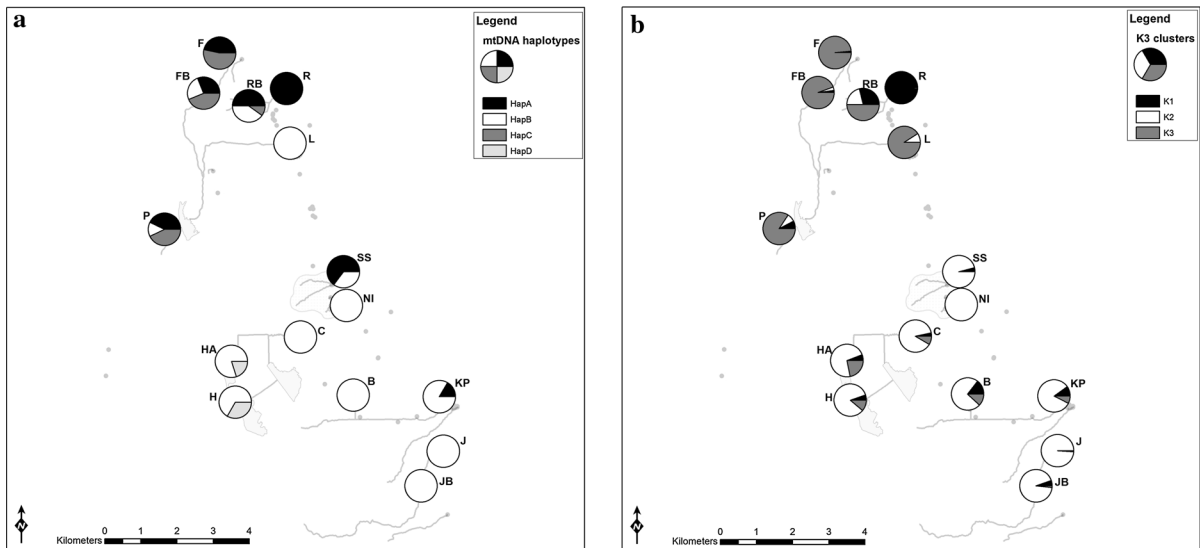 a
Legend
mtDNA haplotypes
HapA
HapB
HapC
HapD
F
FB
RB
R
L
P
SS
NI
C
HA
H
B
KP
J
JB
N
Kilometers
0 1 2 3 4
b
Legend
K3 clusters
K1
K2
K3
F
FB
RB
R
L
P
SS
NI
C
HA
H
B
KP
J
JB
N
Kilometers
0 1 2 3 4